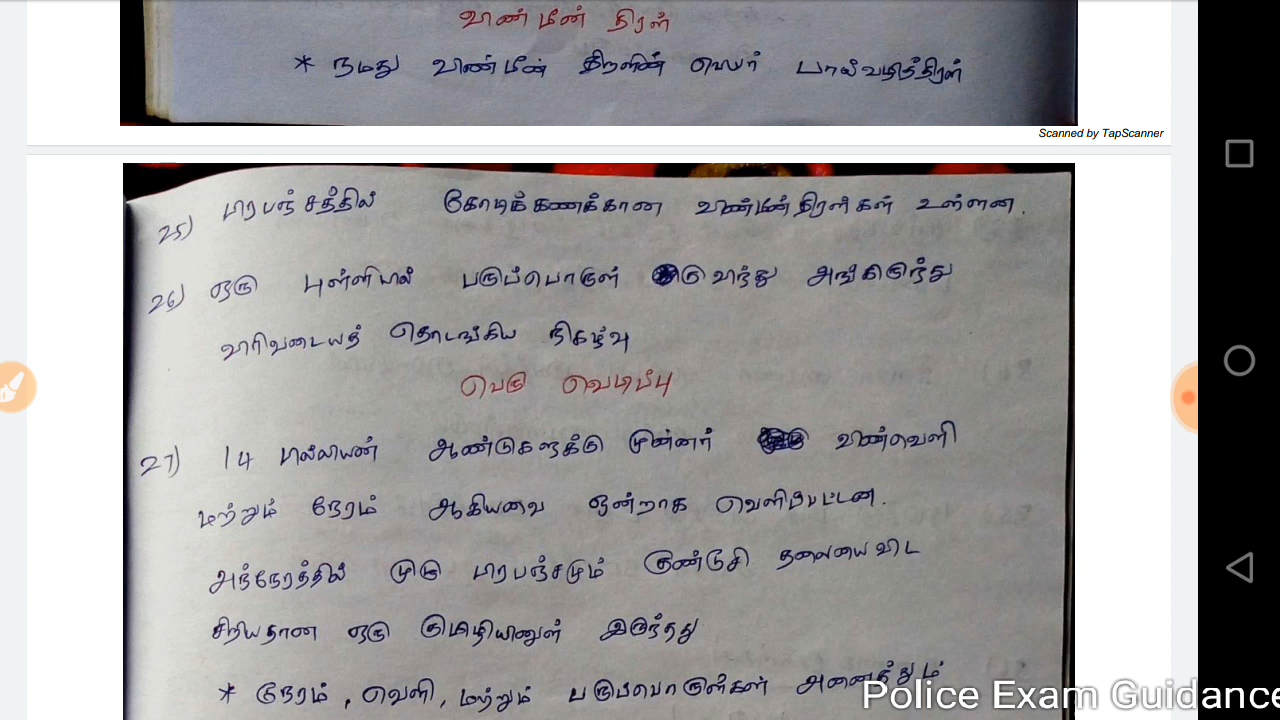 விண்மீன் திரள்
* நமது விண்மீன் திரளின் பெயர் பால்வழித்திரள்
Scanned by TapScanner
25) பிரபஞ்சத்தில் கோடிக்கணக்கான விண்மீன்திரள்கள் உள்ளன.
26) ஒரு புள்ளியில் பருப்பொருள் வந்து அங்கிருந்து
விரிவடையத் தொடங்கிய நிகழ்வு
பெரு வெடிப்பு
27) 14 பில்லியன் ஆண்டுகளுக்கு முன்னர் விண்வெளி
மற்றும் நேரம் ஆகியவை ஒன்றாக வெளிப்பட்டன.
அந்நேரத்தில் முழு பிரபஞ்சமும் குண்டூசி தலையை விட
சிறியதான ஒரு குமிழியினுள் இருந்தது
* நேரம், வெளி, மற்றும் பருப்பொருள்கள் அனைத்தும்
Police Exam Guidance